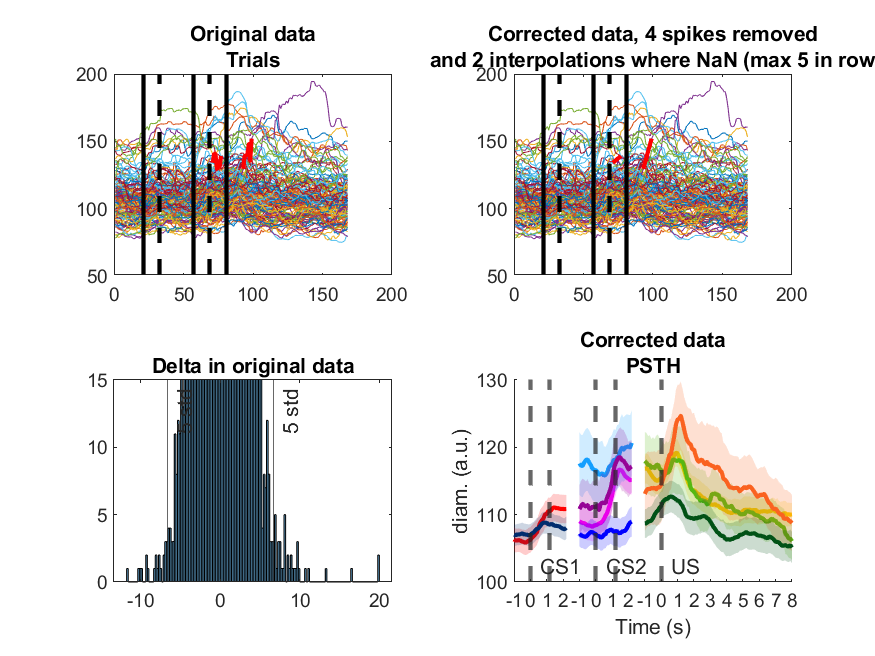 Original data
Trials
200
150
100
50
0 50 100 150 200
Corrected data, 4 spikes removed
and 2 interpolations where NaN (max 5 in row
200
150
100
50
0 50 100 150 200
Delta in original data
15
10
5
0
5 std
5 std
-10 0 10 20
Corrected data
PSTH
130
120
110
100
diam. (a.u.)
CS1 CS2 US
-1 0 1 2 -1 0 1 2 -1 0 1 2 3 4 5 6 7 8
Time (s)